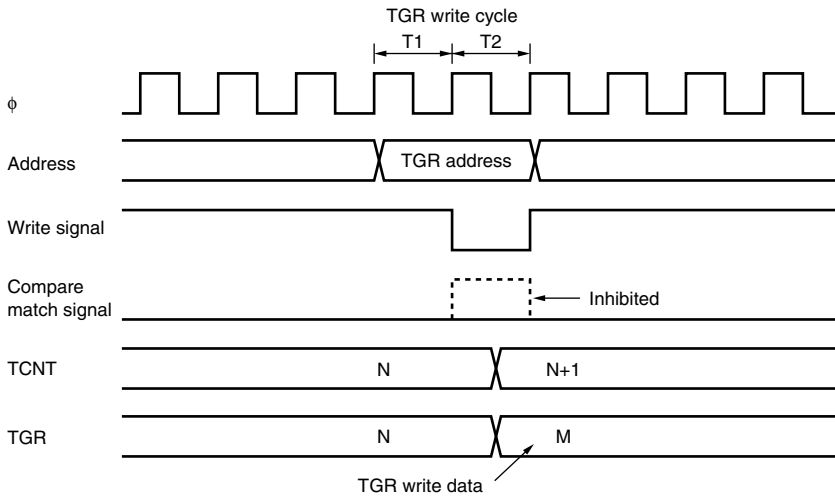 TGR write cycle
T1 T2
ϕ
Address TGR address
Write signal
Compare
match signal Inhibited
TCNT N N+1
TGR N M
TGR write data